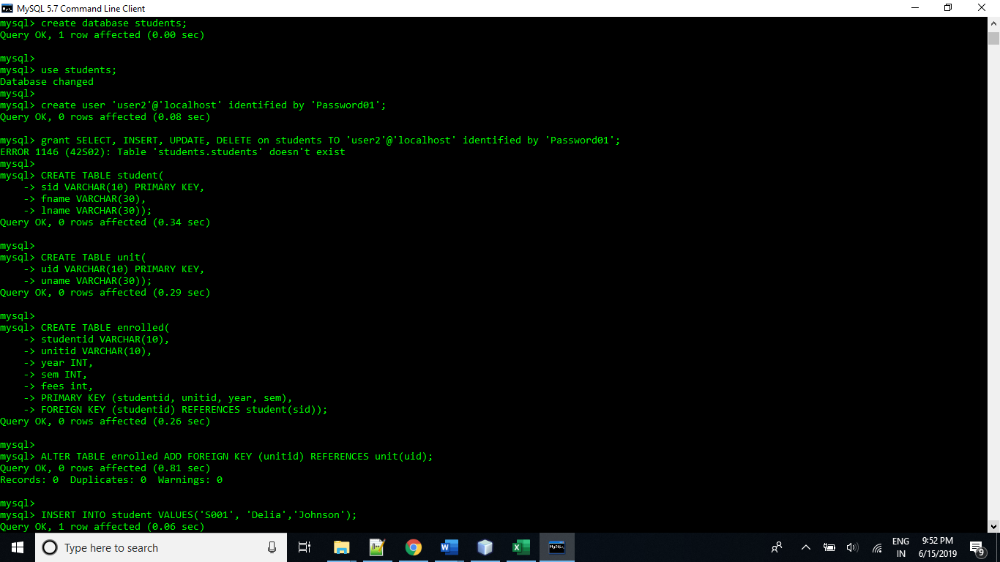 MySQL 5.7 Command Line Client
mysql> create database students;
Query OK, 1 row affected (0.00 sec)
mysql>
mysql> use students;
Database changed
mysql>
mysql> create user 'user2'@'localhost' identified by 'Password01';
Query OK, 0 rows affected (0.08 sec)
mysql> grant SELECT, INSERT, UPDATE, DELETE on students TO 'user2'@'localhost' identified by 'Password01';
ERROR 1146 (42S02): Table 'students.students' doesn't exist
mysql>
mysql> CREATE TABLE student(
    -> sid VARCHAR(10) PRIMARY KEY,
    -> fname VARCHAR(30),
    -> lname VARCHAR(30));
Query OK, 0 rows affected (0.34 sec)
mysql>
mysql> CREATE TABLE unit(
    -> uid VARCHAR(10) PRIMARY KEY,
    -> uname VARCHAR(30));
Query OK, 0 rows affected (0.29 sec)
mysql>
mysql> CREATE TABLE enrolled(
    -> studentid VARCHAR(10),
    -> unitid VARCHAR(10),
    -> year INT,
    -> sem INT,
    -> fees int,
    -> PRIMARY KEY (studentid, unitid, year, sem),
    -> FOREIGN KEY (studentid) REFERENCES student(sid));
Query OK, 0 rows affected (0.26 sec)
mysql>
mysql> ALTER TABLE enrolled ADD FOREIGN KEY (unitid) REFERENCES unit(uid);
Query OK, 0 rows affected (0.81 sec)
Records: 0  Duplicates: 0  Warnings: 0
mysql>
mysql> INSERT INTO student VALUES('S001', 'Delia','Johnson');
Query OK, 1 row affected (0.06 sec)
Type here to search
ENG
IN
9:52 PM
6/15/2019
9